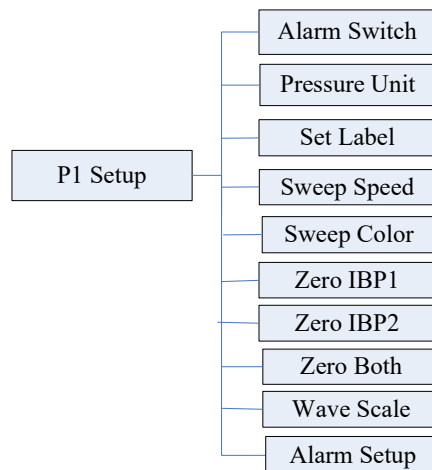 Alarm Switch
Pressure Unit
Set Label
P1 Setup
Sweep Speed
Sweep Color
Zero IBP1
Zero IBP2
Zero Both
Wave Scale
Alarm Setup